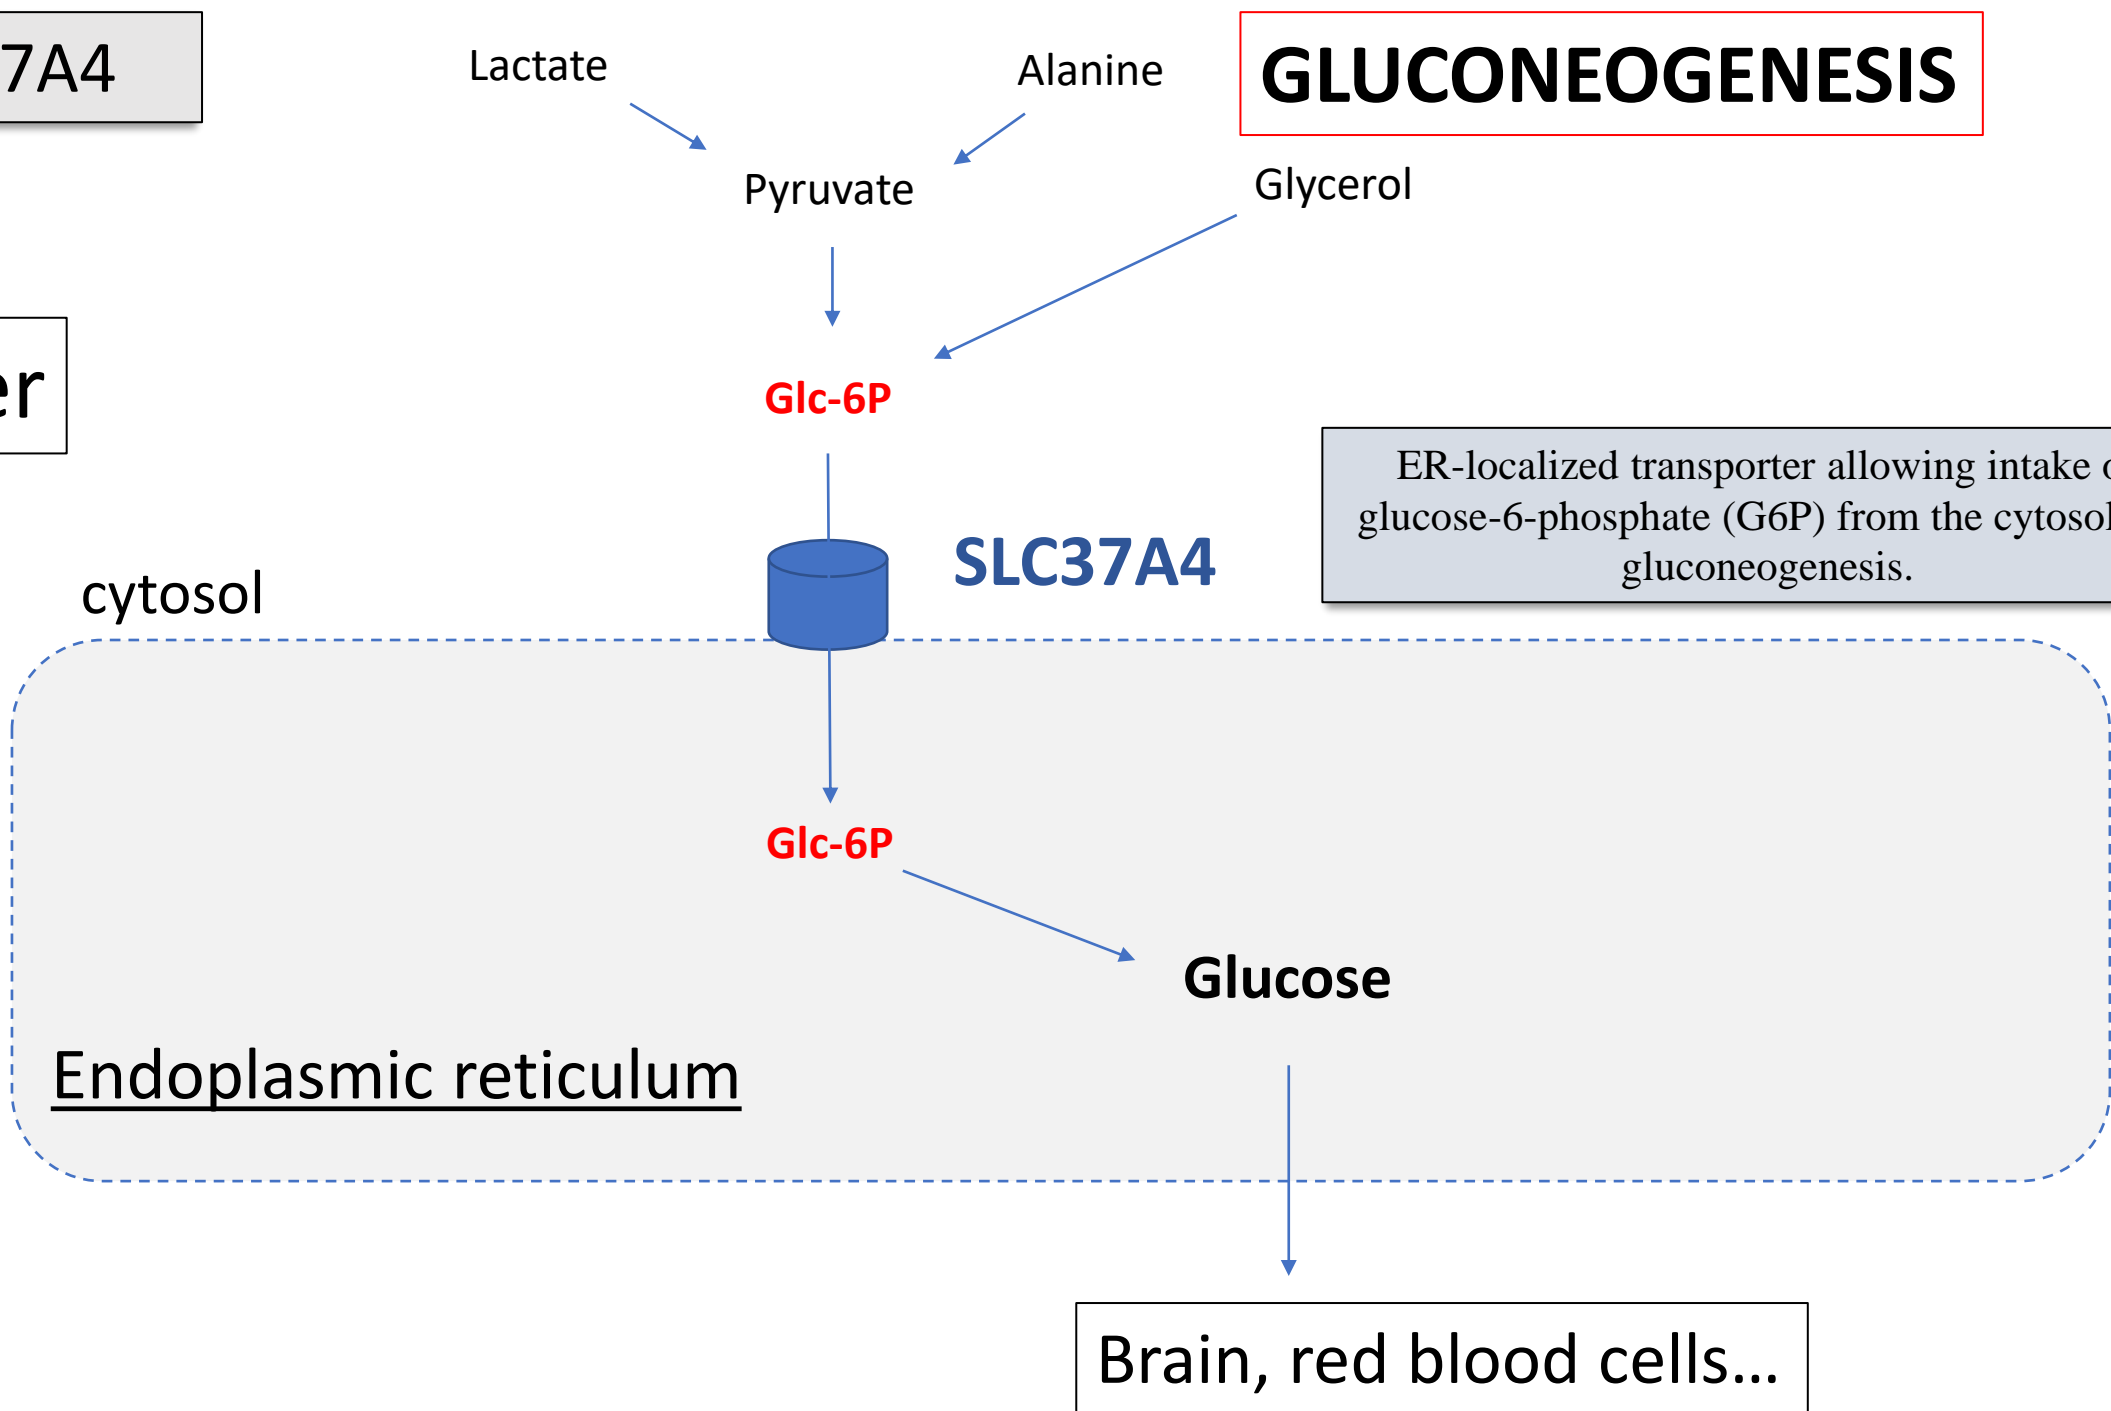 7A4
Lactate
Alanine
GLUCONEOGENESIS
Pyruvate
Glycerol
er
Glc-6P
ER-localized transporter allowing intake
glucose-6-phosphate (G6P) from the cytosol
gluconeogenesis.
SLC37A4
cytosol
Glc-6P
Glucose
Endoplasmic reticulum
Brain, red blood cells...